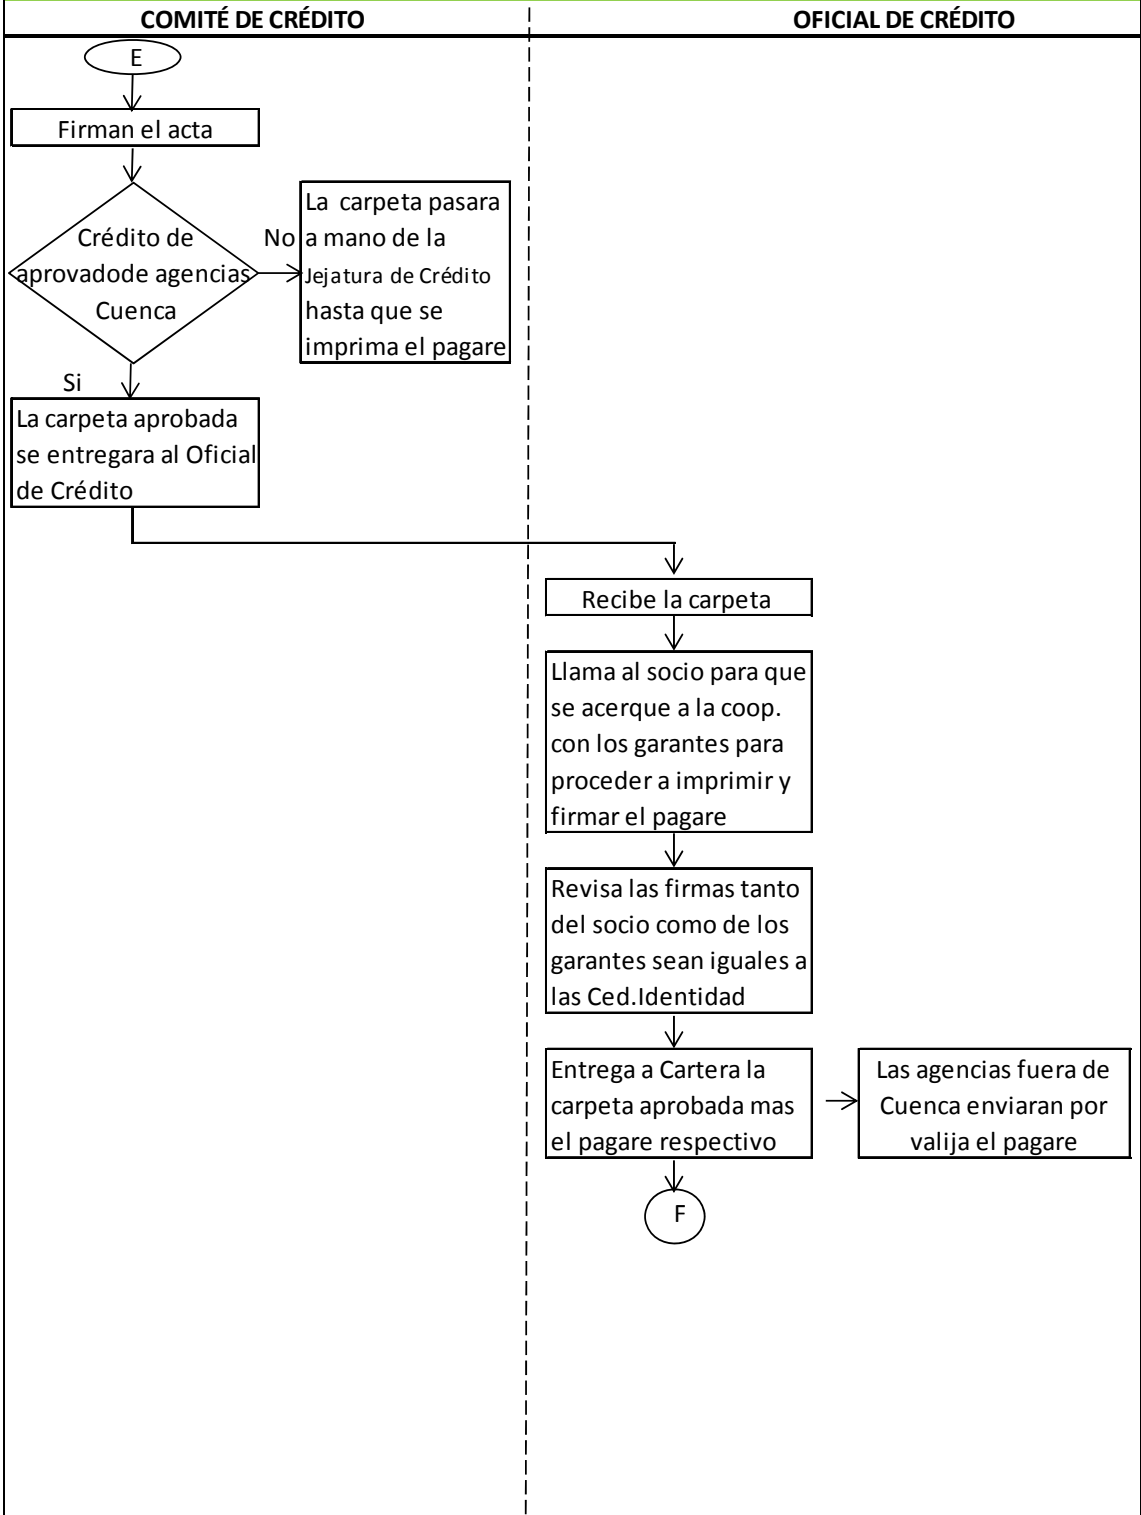 COMITÉ DE CRÉDITO
OFICIAL DE CRÉDITO
E
Firman el acta
Crédito de
aprovadode agencias
Cuenca
No
La carpeta pasara
a mano de la
Jejatura de Crédito
hasta que se
imprima el pagare
Si
La carpeta aprobada
se entregara al Oficial
de Crédito
Recibe la carpeta
Llama al socio para que
se acerque a la coop.
con los garantes para
proceder a imprimir y
firmar el pagare
Revisa las firmas tanto
del socio como de los
garantes sean iguales a
las Ced.Identidad
Entrega a Cartera la
carpeta aprobada mas
el pagare respectivo
Las agencias fuera de
Cuenca enviaran por
valija el pagare
F